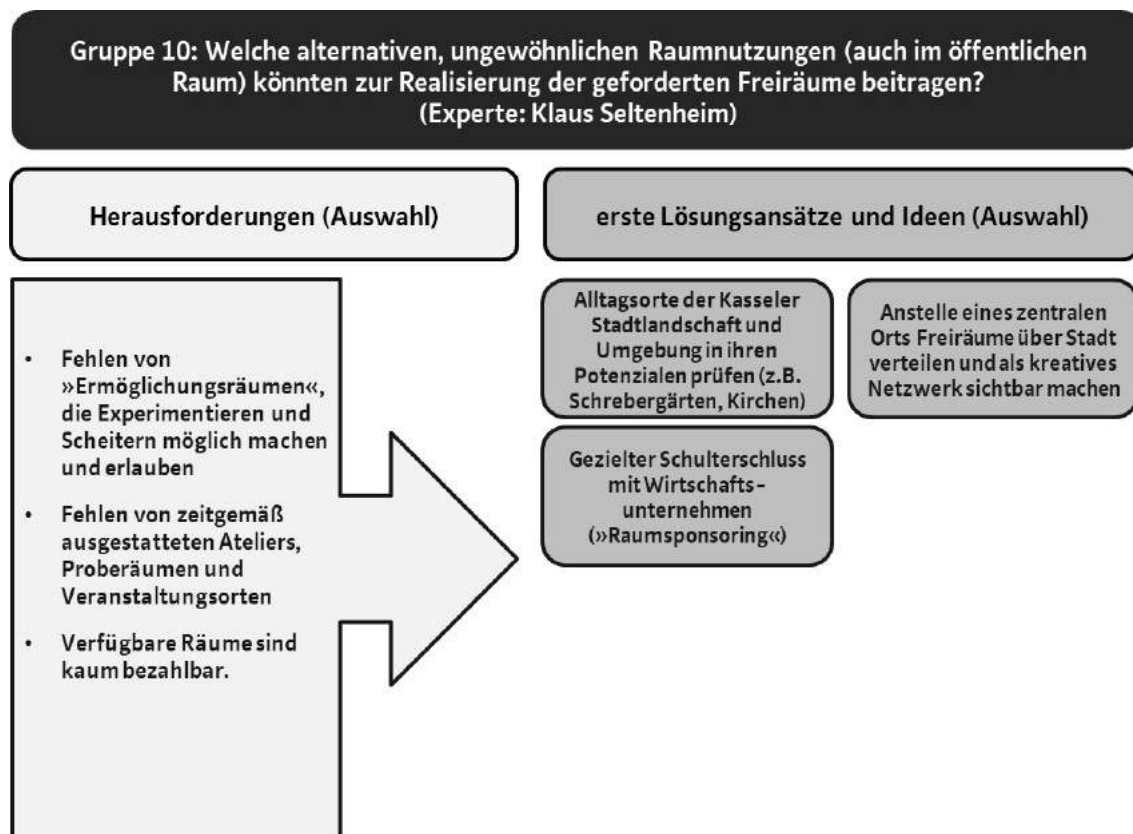 Gruppe 10: Welche alternativen, ungewöhnlichen Raumnutzungen (auch im öffentlichen
Raum) könnten zur Realisierung der geforderten Freiräume beitragen?
(Experte: Klaus Seltenheim)
Herausforderungen (Auswahl)
• Fehlen von
»Ermöglichungsräumen«,
die Experimentieren und
Scheitern möglich machen
und erlauben
• Fehlen von zeitgemäß
ausgestatteten Ateliers,
Proberäumen und
Veranstaltungsorten
• Verfügbare Räume sind
kaum bezahlbar.
erste Lösungsansätze und Ideen (Auswahl)
Alltagsorte der Kasseler
Stadtlandschaft und
Umgebung in ihren
Potenzialen prüfen (z.B.
Schrebergärten, Kirchen)
Anstelle eines zentralen
Orts Freiräume über Stadt
verteilen und als kreatives
Netzwerk sichtbar machen
Gezielter Schulterschluss
mit Wirtschafts-
unternehmen
(»Raumsponsoring«)